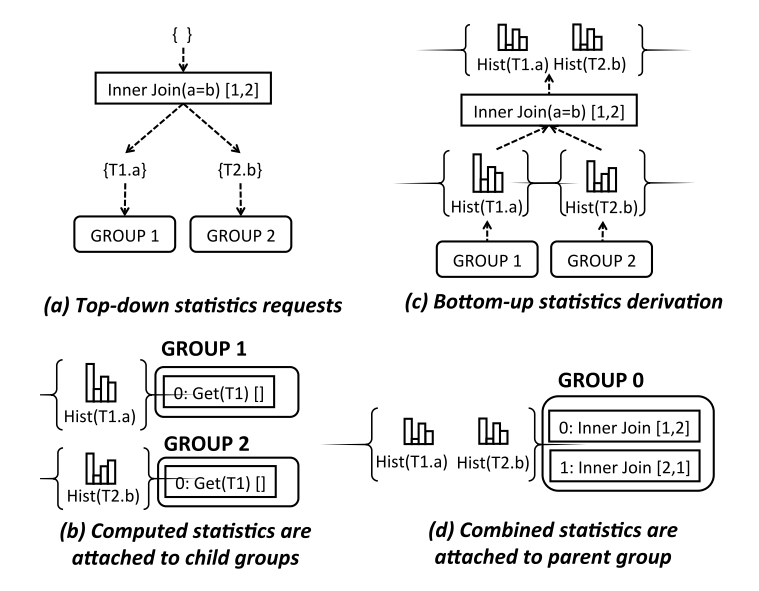 { }
Inner Join(a=b) [1,2]
{T1.a} {T2.b}
GROUP 1 GROUP 2
(a) Top-down statistics requests
Hist(T1.a) Hist(T2.b)
Inner Join(a=b) [1,2]
Hist(T1.a) Hist(T2.b)
GROUP 1 GROUP 2
(c) Bottom-up statistics derivation
GROUP 1
0: Get(T1) []
Hist(T1.a)
GROUP 2
0: Get(T1) []
Hist(T2.b)
(b) Computed statistics are
attached to child groups
GROUP 0
0: Inner Join [1,2]
Hist(T1.a) Hist(T2.b)
1: Inner Join [2,1]
(d) Combined statistics are
attached to parent group